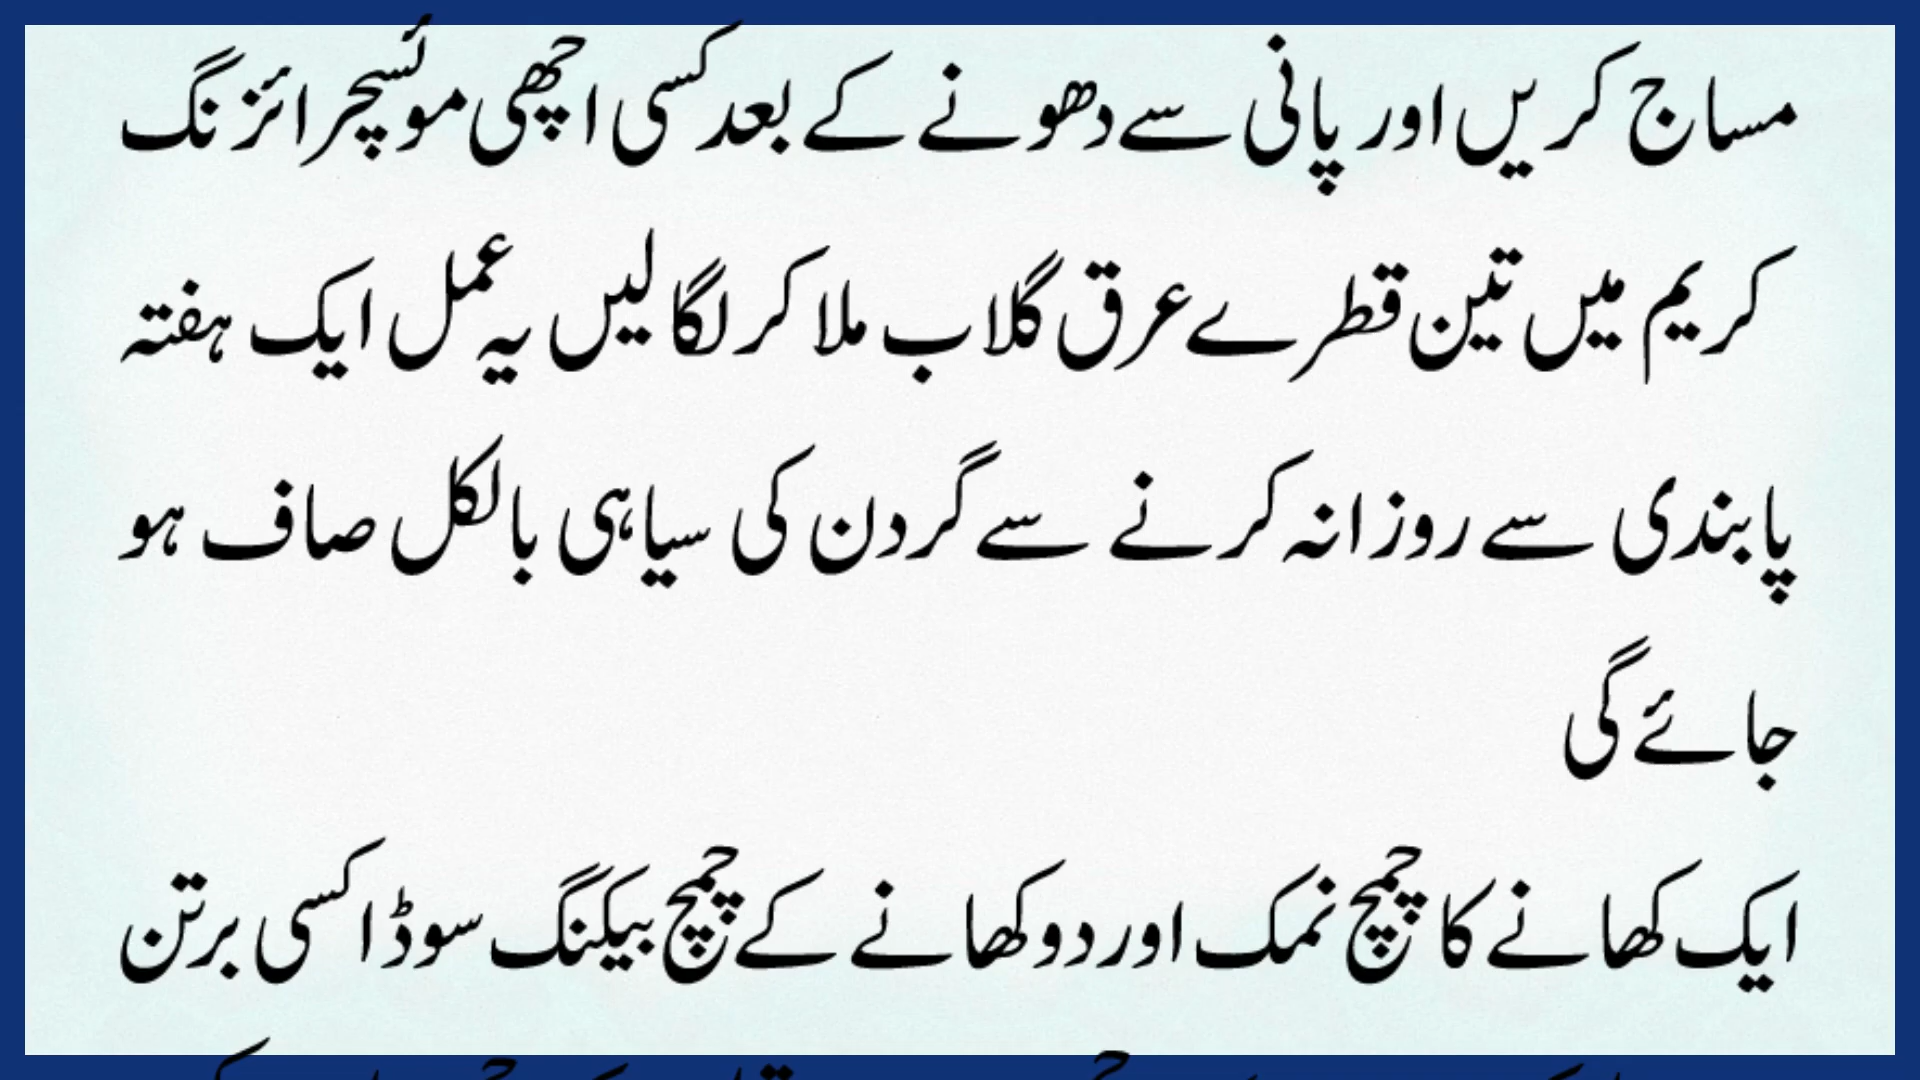 مساج کریں اور پانی سے دھونے کے بعد کسی اچھی موئسچرائزنگ
کریم میں تین قطرے عرق گلاب ملا کر لگا لیں یہ عمل ایک ہفتہ
پابندی سے روزانہ کرنے سے گردن کی سیاہی بالکل صاف ہو
جائے گی
ایک کھانے کا چمچ نمک اور دو کھانے کے چمچ بیکنگ سوڈا کسی برتن